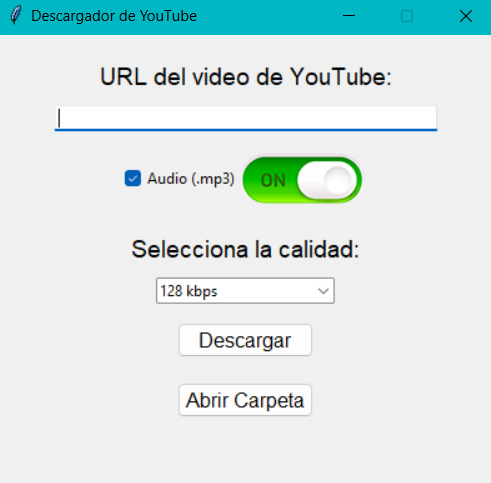 Descargador de YouTube
URL del video de YouTube:
Audio (.mp3) ON
Selecciona la calidad:
128 kbps
Descargar
Abrir Carpeta